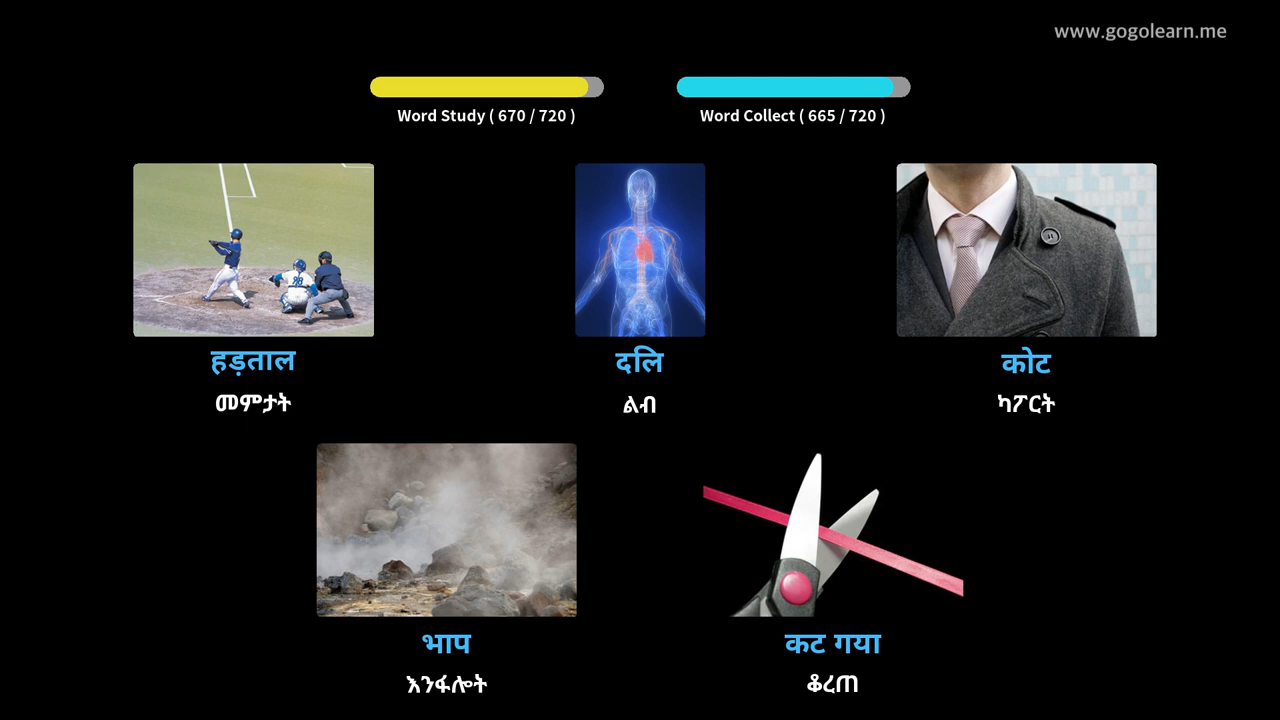 www.gogolearn.me
Word Study ( 670 / 720 )
Word Collect ( 665 / 720 )
हड़ताल
दलि
कोट
መምታት
ልብ
ካፖርት
भाप
कट गया
እንፋሎት
ቆረጠ